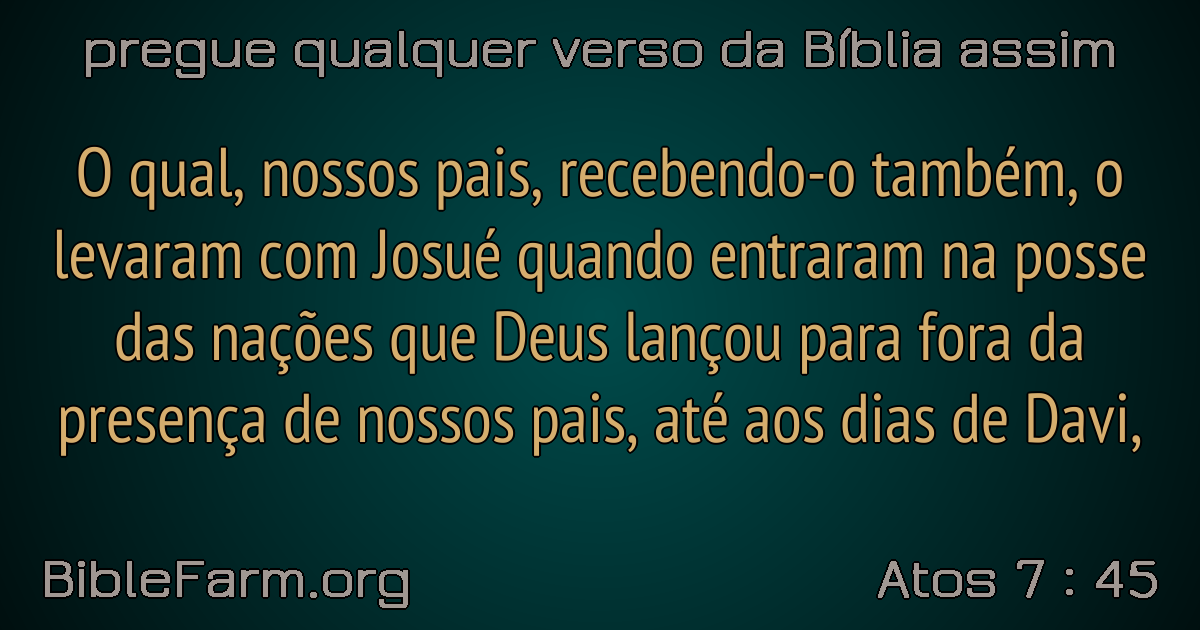 pregue qualquer verso da Bíblia assim
O qual, nossos pais, recebendo-o também, o
levaram com Josué quando entraram na posse
das nações que Deus lançou para fora da
presença de nossos pais, até aos dias de Davi,
BibleFarm.org
Atos 7 : 45